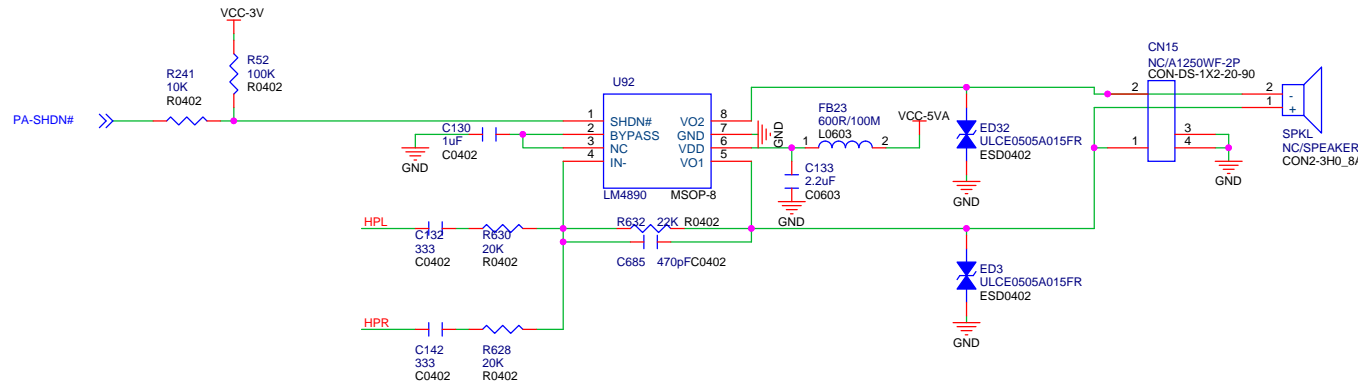 VCC-3V
R241
10K
R0402
R52
100K
R0402
PA-SHDN#
U92
1
2
3
4
SHDN#
BYPASS
NC
IN-
VO2
GND
VDD
VO1
8
7
6
5
LM4890
MSOP-8
C130
1uF
C0402
GND
GND
FB23
600R/100M
L0603
1
2
VCC-5VA
C133
2.2uF
C0603
GND
ED32
ULCE0505A015FR
ESD0402
GND
CN15
NC/A1250WF-2P
CON-DS-1X2-20-90
2
1
3
4
GND
2
1
-
+
SPKL
NC/SPEAKER
CON2-3H0_8A
HPL
C132
333
C0402
R630
20K
R0402
R632
22K
R0402
C685
470pF
C0402
ED3
ULCE0505A015FR
ESD0402
GND
HPR
C142
333
C0402
R628
20K
R0402